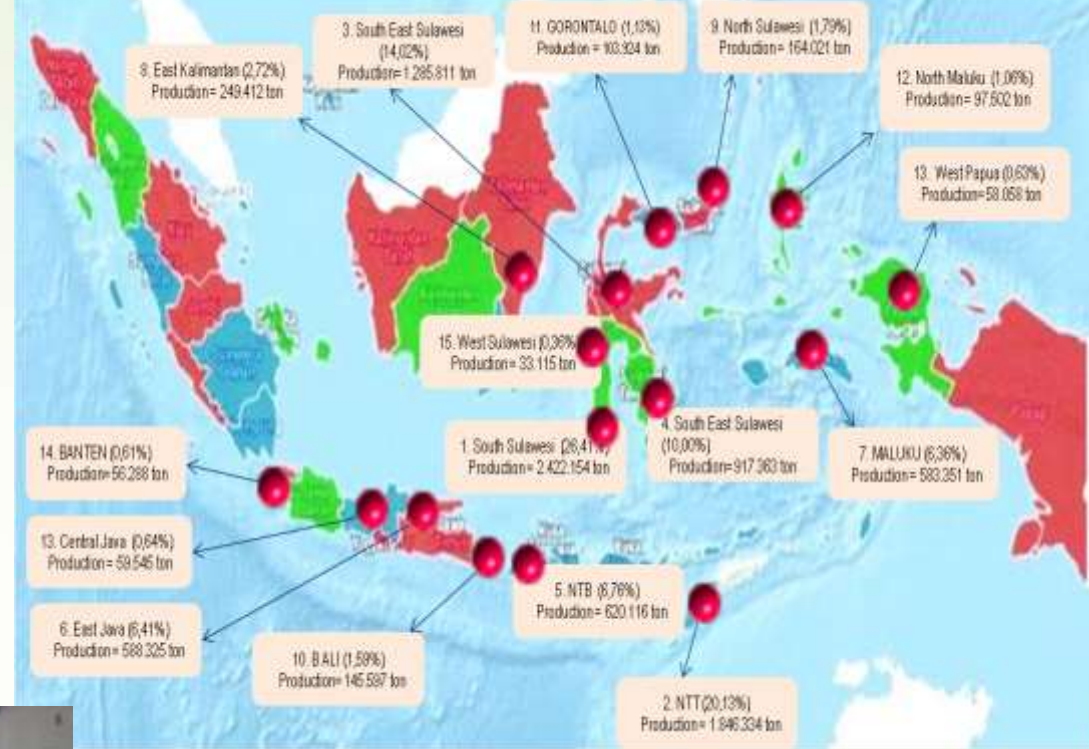 3. South East Sulawesi
(14,02%)
Production=1.285.811 ton
11. GORONTALO (1,13%)
Production = 103.924 ton
9. North Sulawesi (1,79%)
Production = 164.021 ton
8. East Kalimantan (2,72%)
Production= 249.412 ton
12. North Maluku (1,06%)
Production= 97.502 ton
13. West Papua (0,63%)
Production=58.058 ton
15. West Sulawesi (0,36%)
Production= 33.115 ton
14. BANTEN (0,61%)
Production=56.288 ton
1. South Sulawesi (26,41%)
Production = 2.422.154 ton
4. South East Sulawesi
(10,00%)
Production= 917.363 ton
7. MALUKU (6,36%)
Production= 583.351 ton
13. Central Java (0,64%)
Production= 59.545 ton
5. NTB (6,76%)
Production= 620.116 ton
6. East Java (6,41%)
Production= 588.325 ton
10. BALI (1,59%)
Production= 145.597 ton
2. NTT(20,13%)
Production= 1.846.334 ton